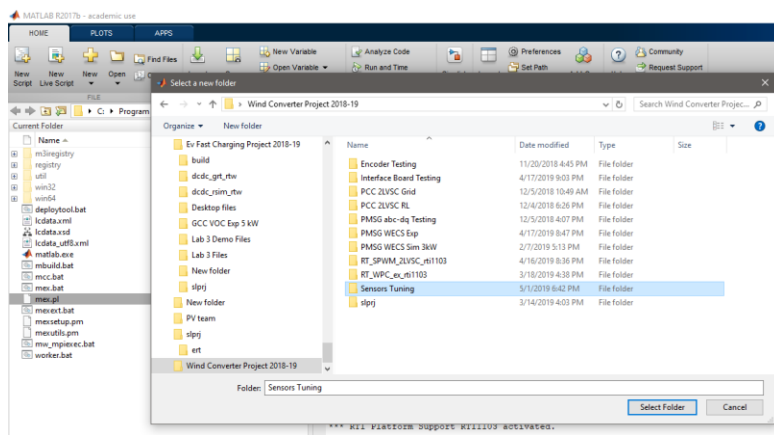 MATLAB R2017b - academic use
HOME PLOTS APPS
New Variable Analyze Code Preferences Community
Find Files Open Variable Run and Time Set Path Request Support
New New New Open
Script Live Script
FILE
Select a new folder
C: Program
Wind Converter Project 2018-19
Search Wind Converter Projec...
Current Folder
Organize New folder
Name
m3iregistry
registry
util
win32
win64
deploytool.bat
lcdata.xml
lcdata.xsd
lcdata_utf8.xml
matlab.exe
mbuild.bat
mcc.bat
mex.bat
mex.pl
mexext.bat
mexsetup.pm
mexutils.pm
mw_mpiexec.bat
worker.bat
Ev Fast Charging Project 2018-19
build
dcdc_grt_rtw
dcdc_rsim_rtw
Desktop files
GCC VOC Exp 5 kW
Lab 3 Demo Files
Lab 3 Files
New folder
slprj
New folder
PV team
slprj
ert
Wind Converter Project 2018-19
Name Date modified Type Size
Encoder Testing 11/20/2018 4:45 PM File folder
Interface Board Testing 4/17/2019 9:03 PM File folder
PCC 2LVSC Grid 12/5/2018 10:49 AM File folder
PCC 2LVSC RL 12/4/2018 6:26 PM File folder
PMSG abc-dq Testing 12/5/2018 4:07 PM File folder
PMSG WECS Exp 4/17/2019 8:47 PM File folder
PMSG WECS Sim 3kW 2/7/2019 5:13 PM File folder
RT_SPWM_2LVSC_rti1103 4/16/2019 8:36 PM File folder
RT_WPC_ex_rti1103 3/18/2019 4:38 PM File folder
Sensors Tuning 5/1/2019 6:42 PM File folder
slprj 3/14/2019 4:03 PM File folder
Folder: Sensors Tuning
Select Folder Cancel
*** RTI Platform Support RTI1103 activated.